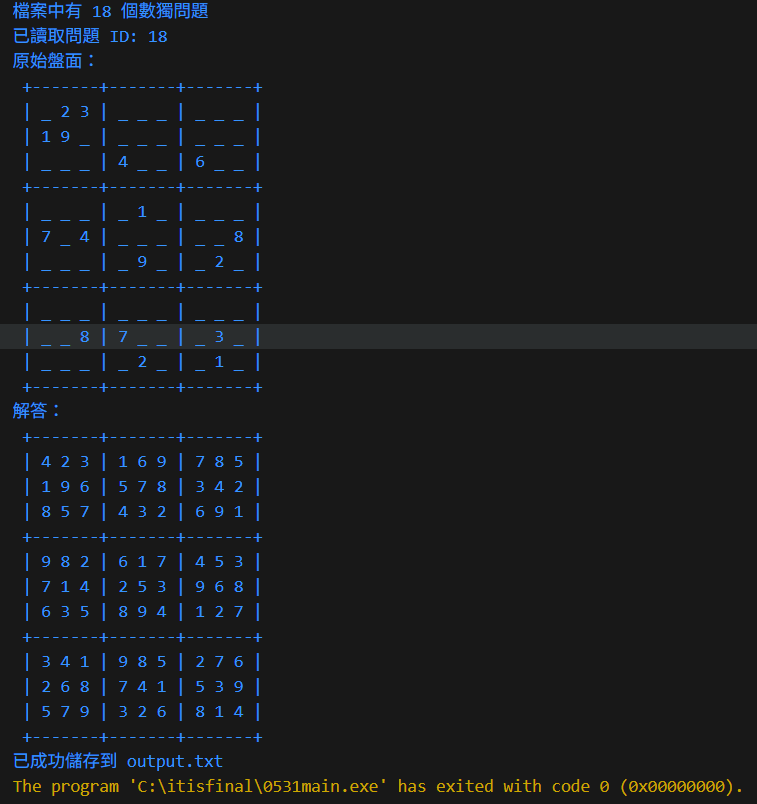 檔案中有 18 個數獨問題
已讀取問題 ID: 18
原始盤面：
+-------+-------+-------+
| _ 2 3 | _ _ _ | _ _ _ |
| 1 9 _ | _ _ _ | _ _ _ |
| _ _ _ | 4 _ _ | 6 _ _ |
+-------+-------+-------+
| _ _ _ | _ 1 _ | _ _ _ |
| 7 _ 4 | _ _ _ | _ _ 8 |
| _ _ _ | _ 9 _ | _ 2 _ |
+-------+-------+-------+
| _ _ _ | _ _ _ | _ _ _ |
| _ _ 8 | 7 _ _ | _ 3 _ |
| _ _ _ | _ 2 _ | _ 1 _ |
+-------+-------+-------+
解答：
+-------+-------+-------+
| 4 2 3 | 1 6 9 | 7 8 5 |
| 1 9 6 | 5 7 8 | 3 4 2 |
| 8 5 7 | 4 3 2 | 6 9 1 |
+-------+-------+-------+
| 9 8 2 | 6 1 7 | 4 5 3 |
| 7 1 4 | 2 5 3 | 9 6 8 |
| 6 3 5 | 8 9 4 | 1 2 7 |
+-------+-------+-------+
| 3 4 1 | 9 8 5 | 2 7 6 |
| 2 6 8 | 7 4 1 | 5 3 9 |
| 5 7 9 | 3 2 6 | 8 1 4 |
+-------+-------+-------+
已成功儲存到 output.txt
The program 'C:\itisfinal\0531main.exe' has exited with code 0 (0x00000000).